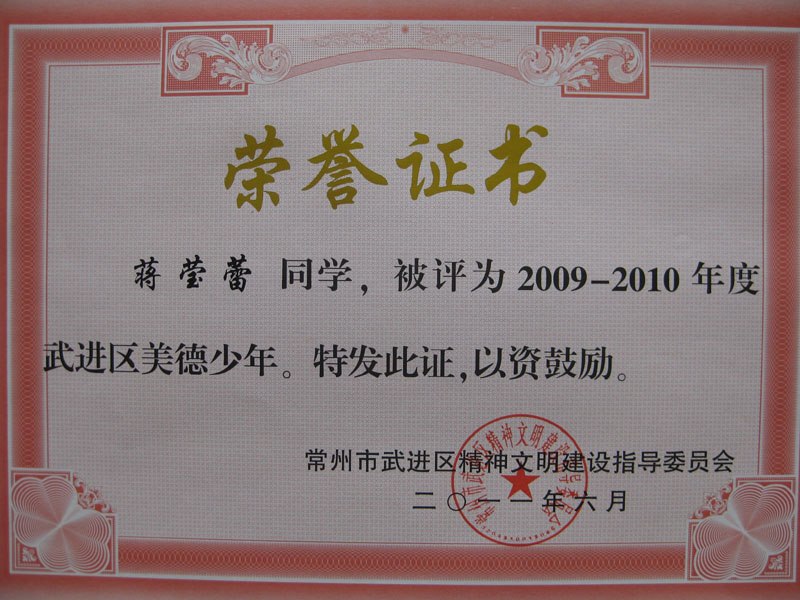 荣誉证书
蒋莹蕾 同学，被评为 2009-2010 年度
武进区美德少年。特发此证，以资鼓励。
常州市武进区精神文明建设指导委员会
二〇一一年六月